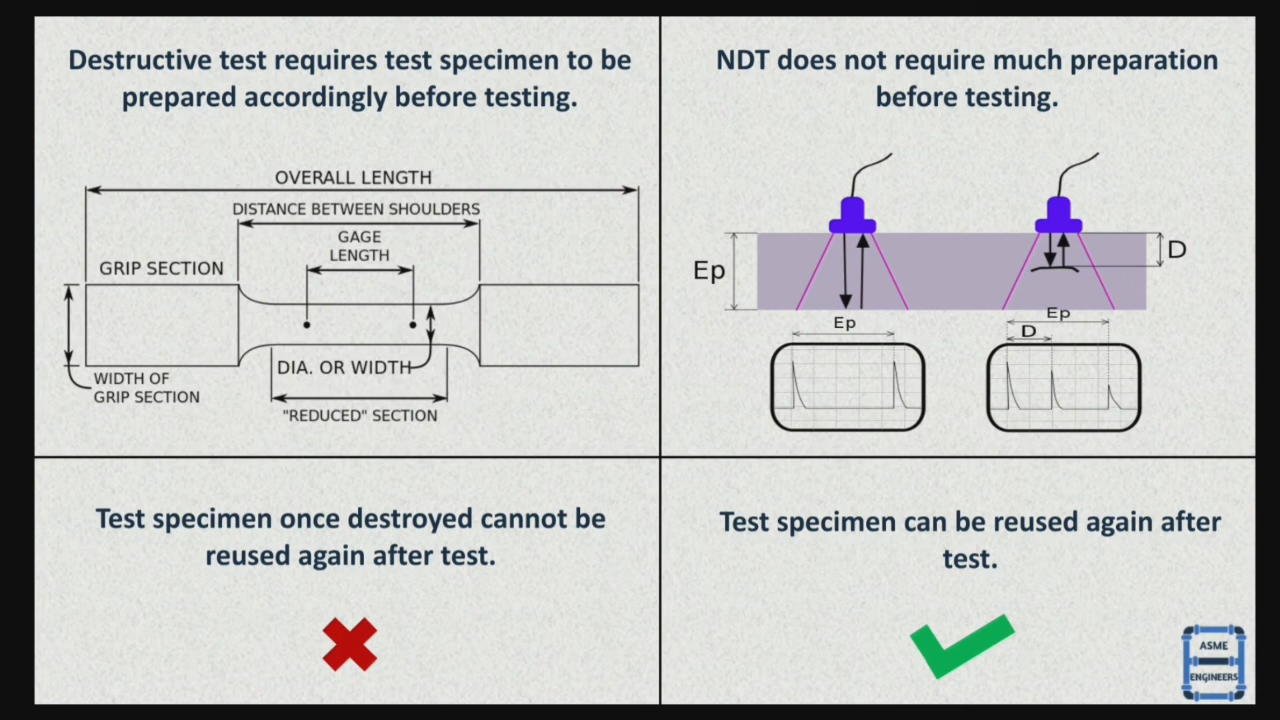 Destructive test requires test specimen to be
prepared accordingly before testing.
OVERALL LENGTH
DISTANCE BETWEEN SHOULDERS
GAGE
LENGTH
GRIP SECTION
DIA. OR WIDTH
WIDTH OF
GRIP SECTION
"REDUCED" SECTION
NDT does not require much preparation
before testing.
Ep
D
Ep
Ep
D
Test specimen once destroyed cannot be
reused again after test.
Test specimen can be reused again after
test.
ASME
ENGINEERS